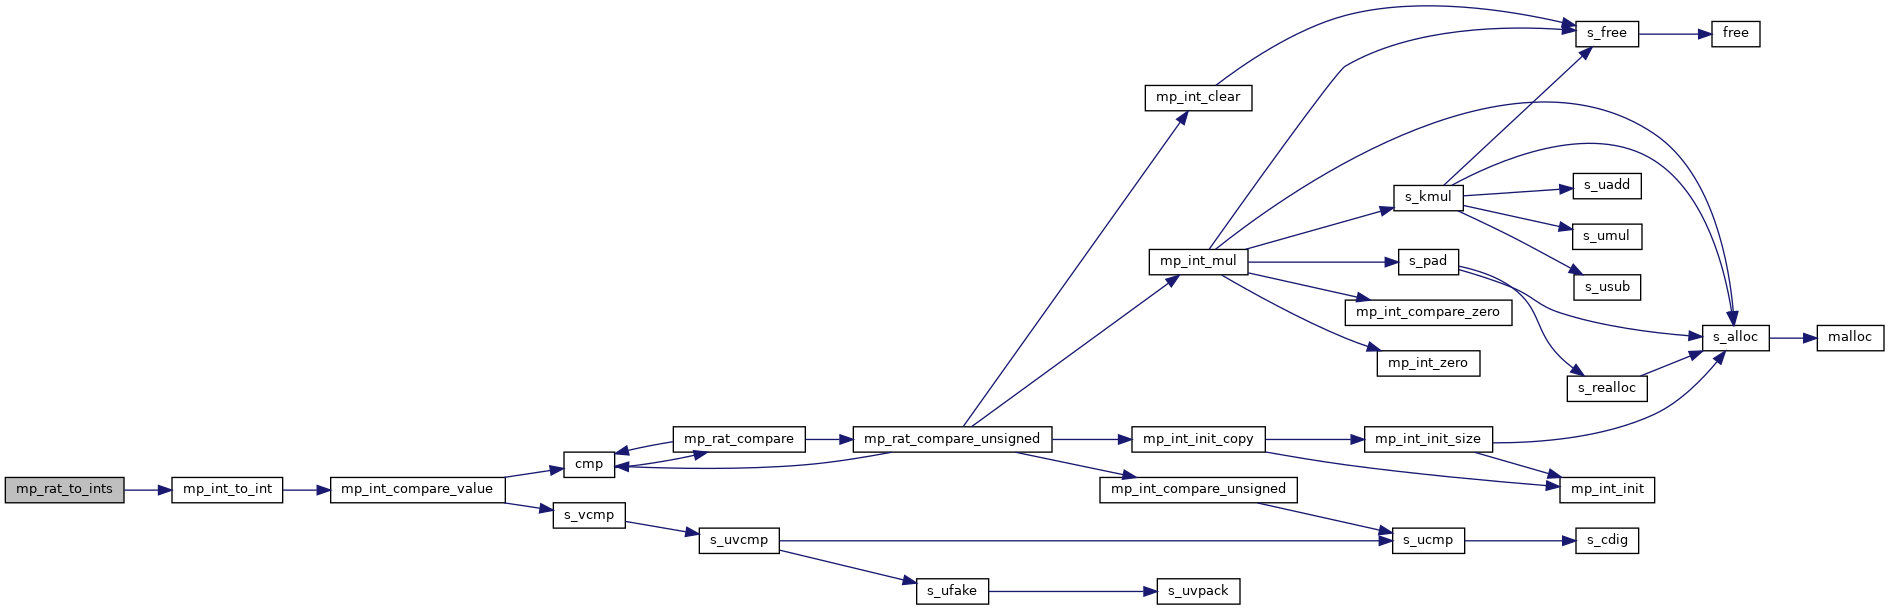 mp_rat_to_ints
mp_int_to_int
mp_int_compare_value
cmp
s_vcmp
mp_rat_compare
s_uvcmp
mp_rat_compare_unsigned
s_ufake
mp_int_clear
mp_int_mul
mp_int_init_copy
mp_int_compare_unsigned
s_uvpack
s_kmul
s_pad
mp_int_compare_zero
mp_int_zero
mp_int_init_size
s_ucmp
s_free
s_uadd
s_umul
s_usub
s_realloc
mp_int_init
s_cdig
free
s_alloc
malloc